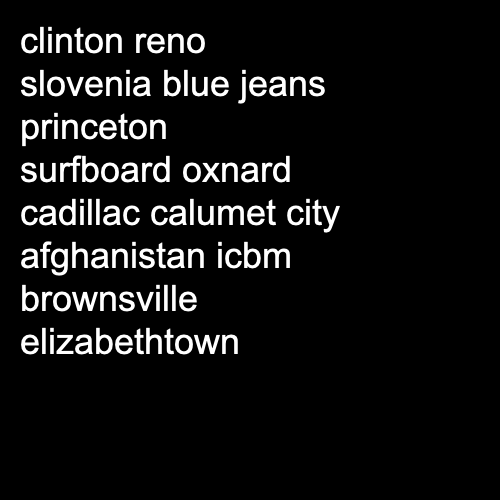 clinton reno
slovenia blue jeans
princeton
surfboard oxnard
cadillac calumet city
afghanistan icbm
brownsville
elizabethtown